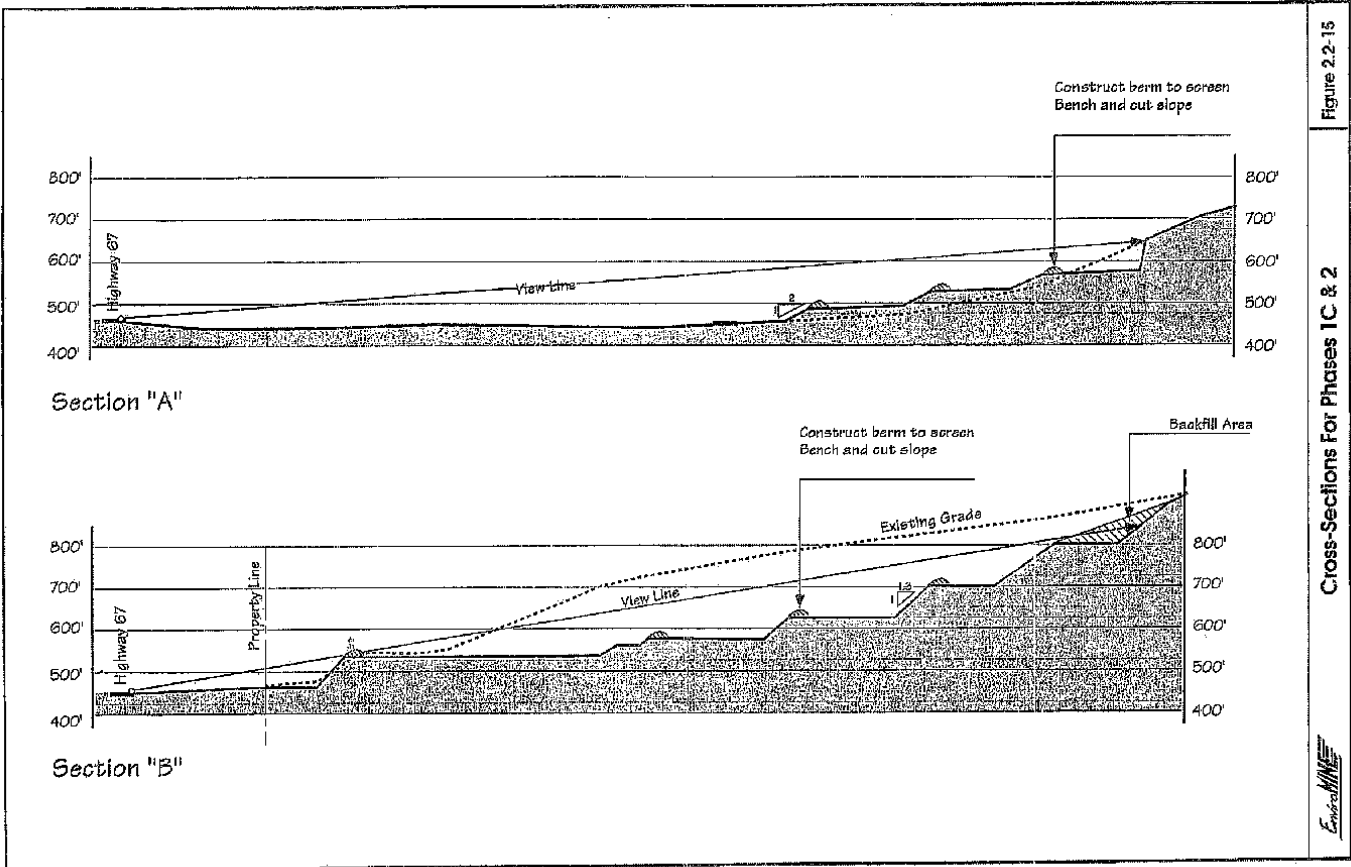 Construct berm to screen
Bench and cut slope
800'
700'
600'
500'
400'
Highway 67
View Line
1
2
800'
700'
600'
500'
400'
Section "A"
Construct berm to screen
Bench and cut slope
Backfill Area
Existing Grade
800'
700'
600'
500'
400'
Highway 67
Property Line
View Line
1
1.3
800'
700'
600'
500'
400'
Section "B"
Figure 2.2-15
Cross-Sections For Phases 1C & 2
EnviroMINE